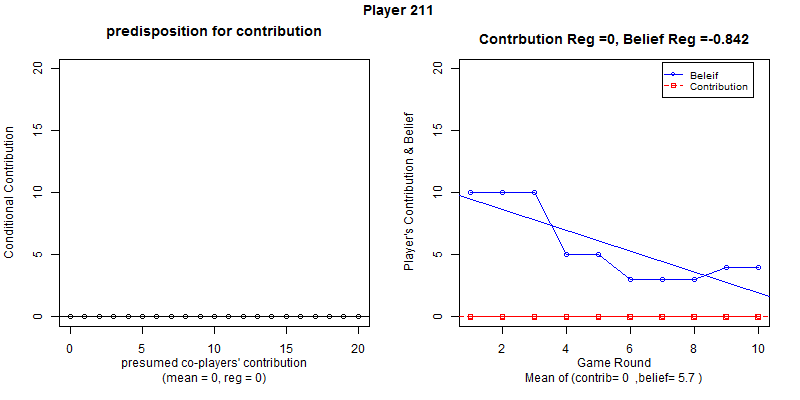 Player 211
predisposition for contribution
Conditional Contribution
20
15
10
5
0
0 5 10 15 20
presumed co-players' contribution
(mean = 0, reg = 0)
Contrbution Reg =0, Belief Reg =-0.842
Player's Contribution & Belief
20
15
10
5
0
Beleif
Contribution
2 4 6 8 10
Game Round
Mean of (contrib= 0 ,belief= 5.7 )